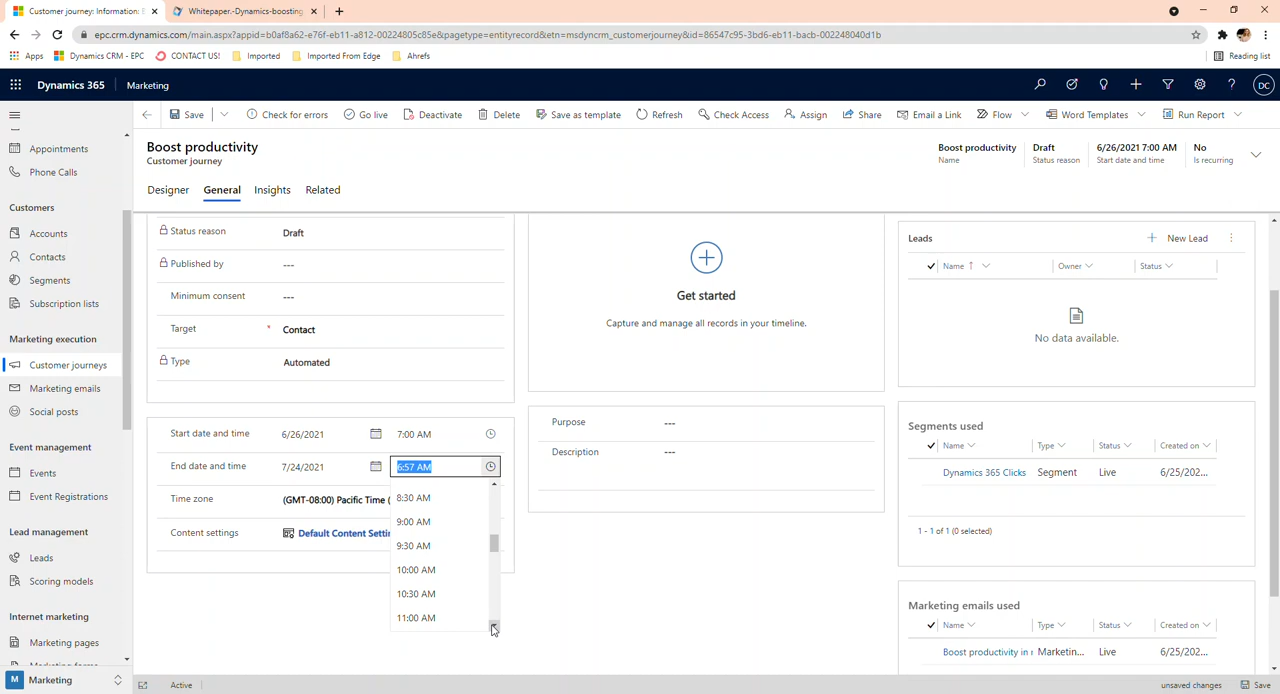 Dynamics 365 | Marketing
Customer journey: Information: E
Whitepaper.-Dynamics-boosting
epc.crm.dynamics.com/main.aspx?appid=b0af8a62-e76f-eb11-a812-00224805c85e&pagetype=entityrecord&etn=msdyncrm_customerjourney&id=86547c95-3bd6-eb11-bacb-002248040d1b
Apps Dynamics CRM - EPC CONTACT US! Imported Imported From Edge Ahrefs Reading list
Dynamics 365 Marketing DC
Save Check for errors Go live Deactivate Delete Save as template Refresh Check Access Assign Share Email a Link Flow Word Templates Run Report
Boost productivity
Customer journey
Boost productivity
Name
Draft
Status reason
6/26/2021 7:00 AM
Start date and time
No
Is recurring
Designer General Insights Related
Appointments
Phone Calls
Customers
Accounts
Contacts
Segments
Subscription lists
Marketing execution
Customer journeys
Marketing emails
Social posts
Event management
Events
Event Registrations
Lead management
Leads
Scoring models
Internet marketing
Marketing pages
Marketing forms
M Marketing
Status reason Draft
Published by ---
Minimum consent ---
Target * Contact
Type Automated
Start date and time 6/26/2021 7:00 AM
End date and time 7/24/2021 6:57 AM
Time zone (GMT-08:00) Pacific Time (
Content settings Default Content Settin
8:30 AM
9:00 AM
9:30 AM
10:00 AM
10:30 AM
11:00 AM
Get started
Capture and manage all records in your timeline.
Purpose ---
Description ---
Leads + New Lead
Name ↑ Owner Status
No data available.
Segments used
Name Type Status Created on
Dynamics 365 Clicks Segment Live 6/25/202...
1 - 1 of 1 (0 selected)
Marketing emails used
Name Type Status Created on
Boost productivity in r Marketin... Live 6/25/202...
Active unsaved changes Save